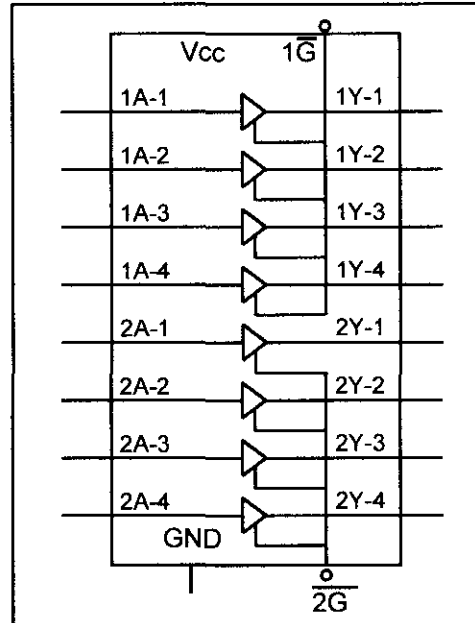 Vcc 1G̅
1A-1 1Y-1
1A-2 1Y-2
1A-3 1Y-3
1A-4 1Y-4
2A-1 2Y-1
2A-2 2Y-2
2A-3 2Y-3
2A-4 2Y-4
GND
2̅G̅